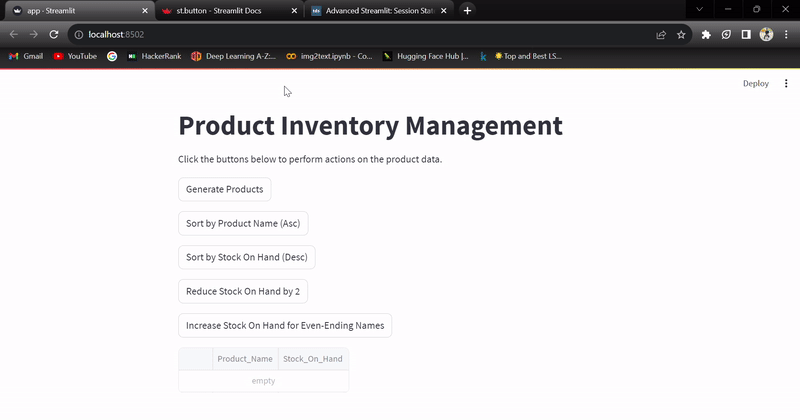 app · Streamlit
st.button - Streamlit Docs
Advanced Streamlit: Session Stat
localhost:8502
Gmail
YouTube
HackerRank
Deep Learning A-Z:...
img2text.ipynb - Co...
Hugging Face Hub |...
Top and Best LS...
Deploy
Product Inventory Management
Click the buttons below to perform actions on the product data.
Generate Products
Sort by Product Name (Asc)
Sort by Stock On Hand (Desc)
Reduce Stock On Hand by 2
Increase Stock On Hand for Even-Ending Names
Product_Name
Stock_On_Hand
empty